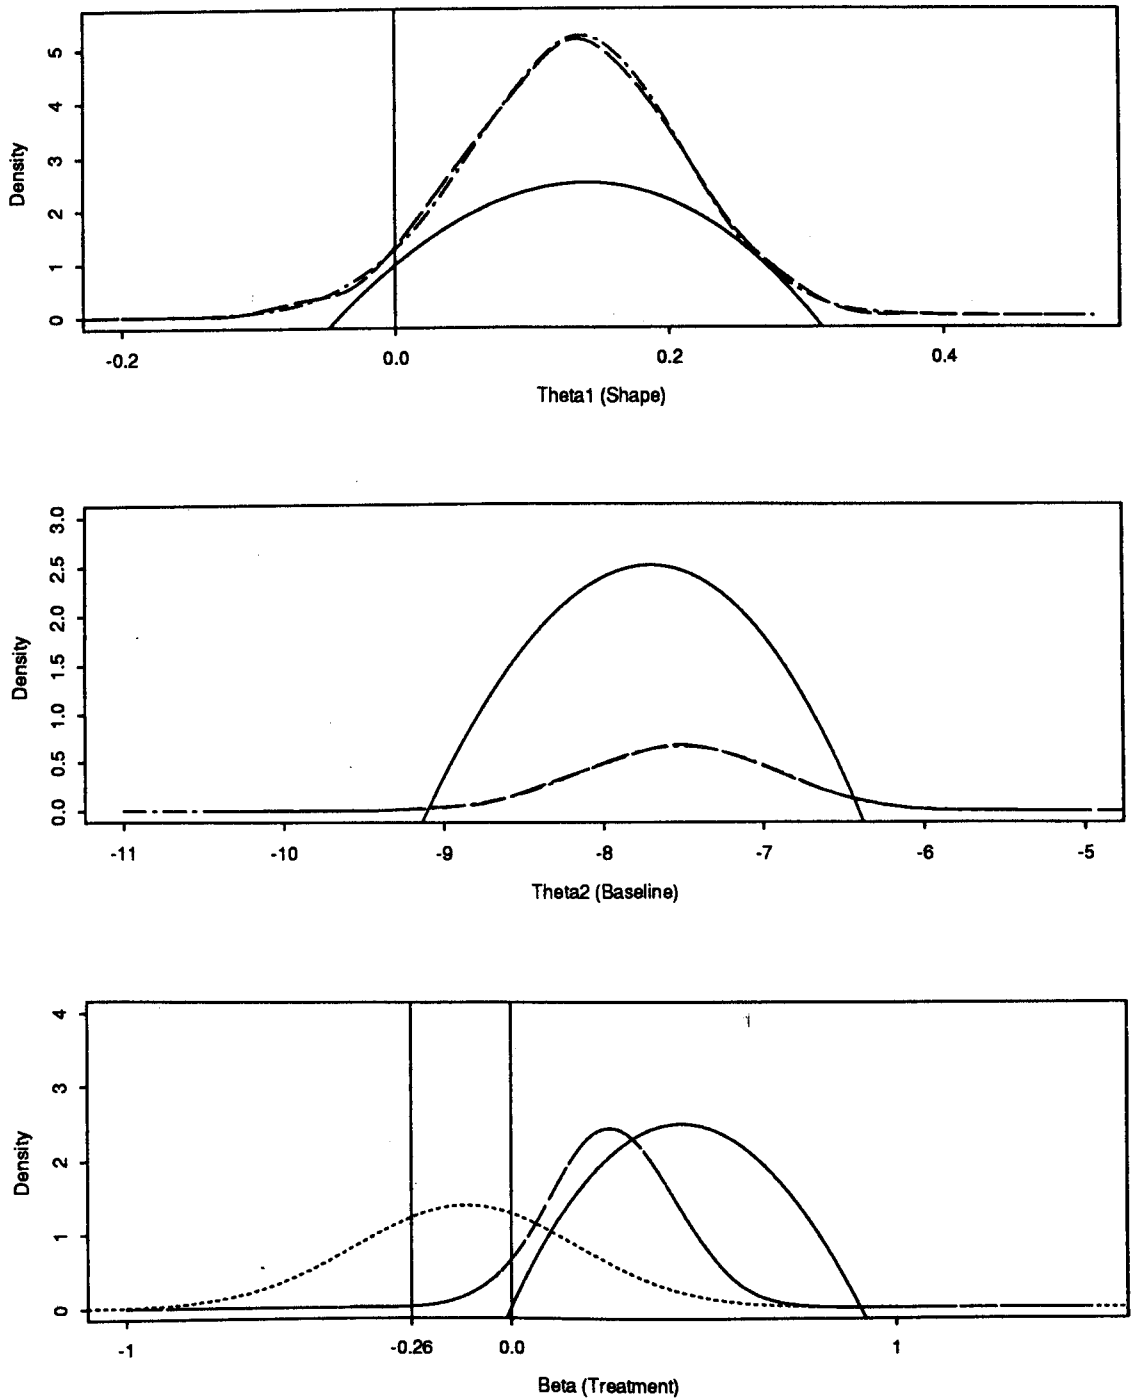 Density
5
4
3
2
1
0
-0.2 0.0 0.2 0.4
Theta1 (Shape)
Density
3.0
2.5
2.0
1.5
1.0
0.5
0.0
-11 -10 -9 -8 -7 -6 -5
Theta2 (Baseline)
Density
4
3
2
1
0
-1 -0.26 0.0 1
Beta (Treatment)